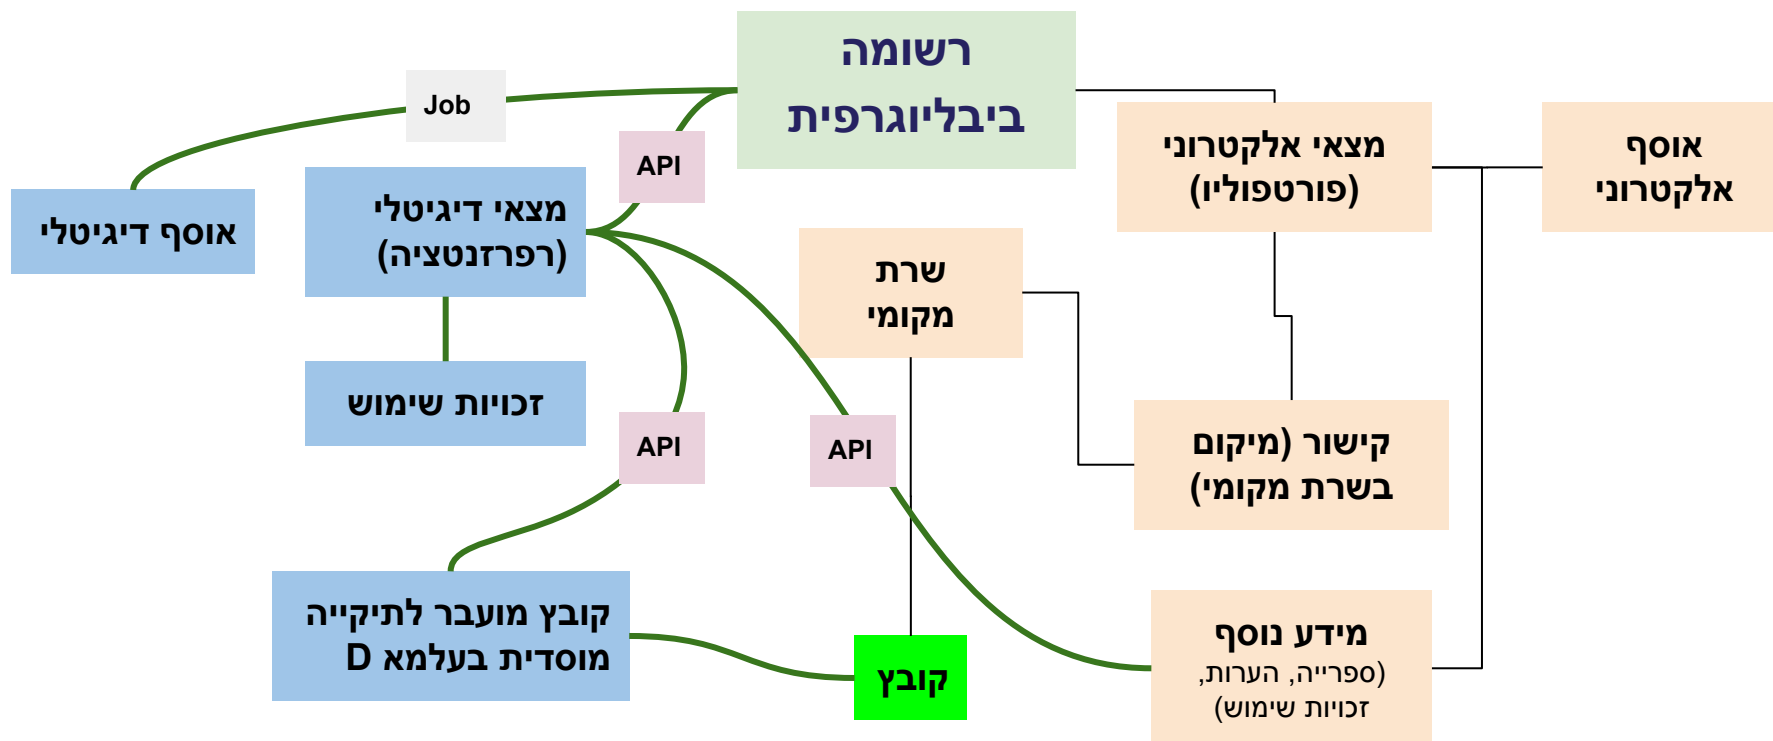 רשומה
ביבליוגרפית
Job
API
מצאי אלקטרוני
(פורטפוליו)
אוסף
אלקטרוני
מצאי דיגיטלי
(רפרזנטציה)
אוסף דיגיטלי
שרת
מקומי
זכויות שימוש
API
API
קישור (מיקום
בשרת מקומי)
קובץ מועבר לתיקייה
מוסדית בעלמא D
קובץ
מידע נוסף
(ספרייה, הערות,
זכויות שימוש)